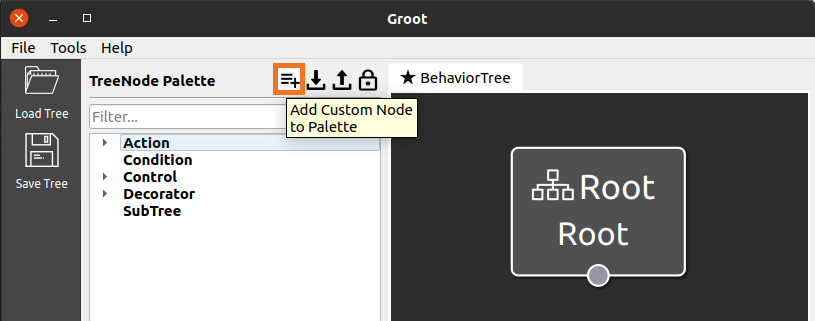 Groot
File Tools Help
TreeNode Palette
★ BehaviorTree
Load Tree
Add Custom Node
to Palette
Filter...
Action
Condition
Control
Decorator
SubTree
Save Tree
Root
Root